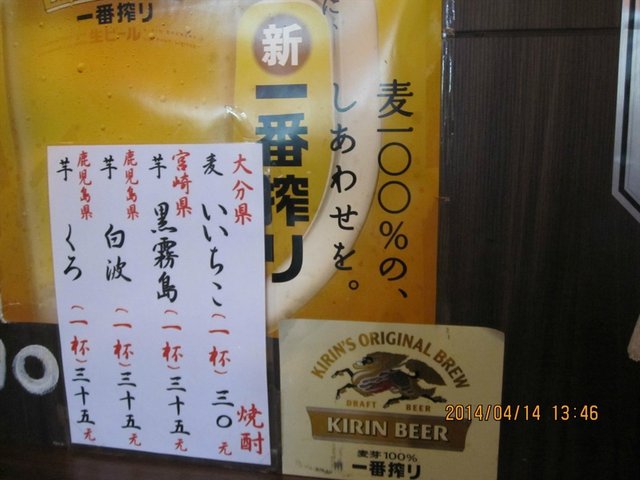 一番搾り
生ビール
新
一番搾り
麦一〇〇%の、
しあわせを。
焼酎
大分県
麦 いいちこ(一杯)三〇元
宮崎県
芋 黒霧島(一杯)三十五元
鹿児島県
芋 白波(一杯)三十五元
鹿児島県
芋 くろ(一杯)三十五元
KIRIN'S ORIGINAL BREW
DRAFT BEER
KIRIN BEER
麦芽100%
一番搾り
2014/04/14 13:46